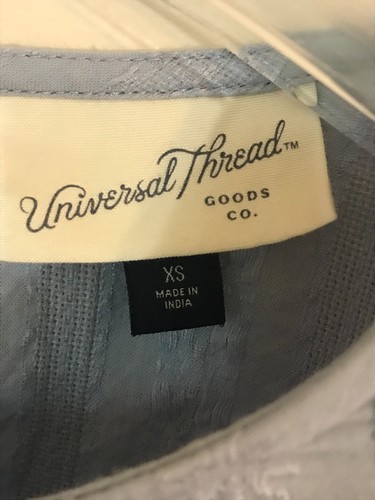 Universal Thread™
GOODS
CO.
XS
MADE IN
INDIA